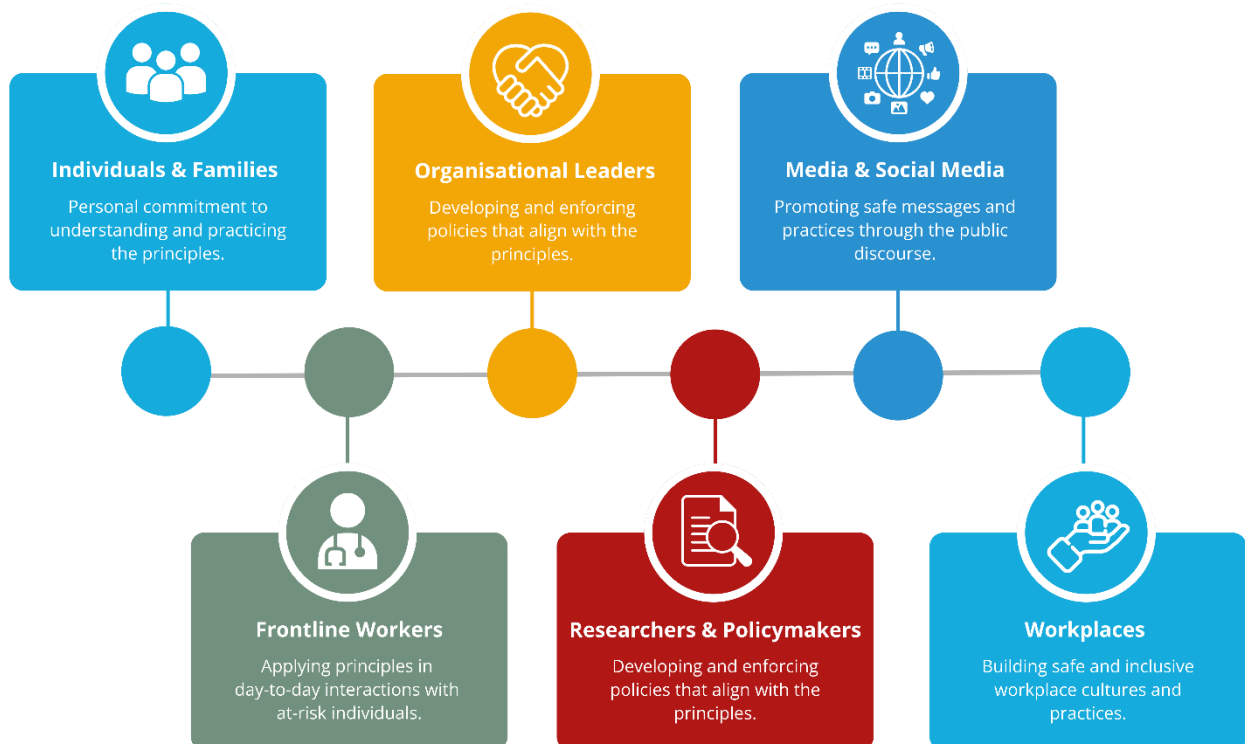 Individuals & Families
Personal commitment to
understanding and practicing
the principles.
Organisational Leaders
Developing and enforcing
policies that align with the
principles.
Media & Social Media
Promoting safe messages and
practices through the public
discourse.
Frontline Workers
Applying principles in
day-to-day interactions with
at-risk individuals.
Researchers & Policymakers
Developing and enforcing
policies that align with the
principles.
Workplaces
Building safe and inclusive
workplace cultures and
practices.